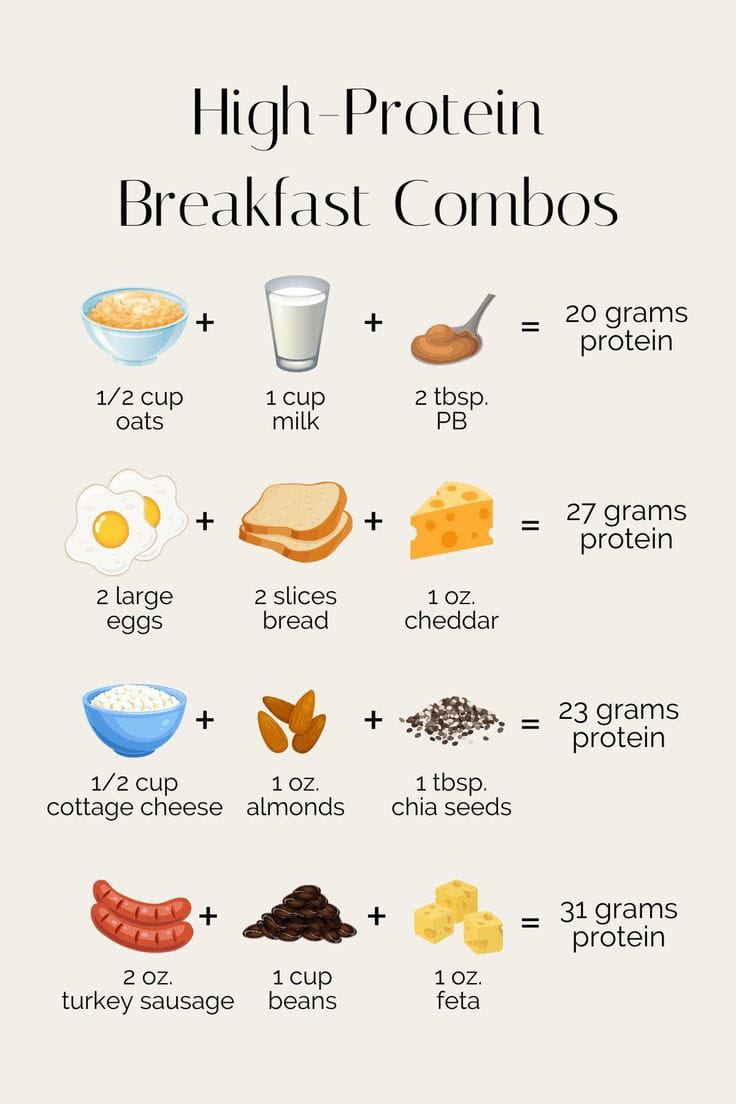 High-Protein
Breakfast Combos
+ + = 20 grams
protein
1/2 cup
oats
1 cup
milk
2 tbsp.
PB
+ + = 27 grams
protein
2 large
eggs
2 slices
bread
1 oz.
cheddar
+ + = 23 grams
protein
1/2 cup
cottage cheese
1 oz.
almonds
1 tbsp.
chia seeds
+ + = 31 grams
protein
2 oz.
turkey sausage
1 cup
beans
1 oz.
feta